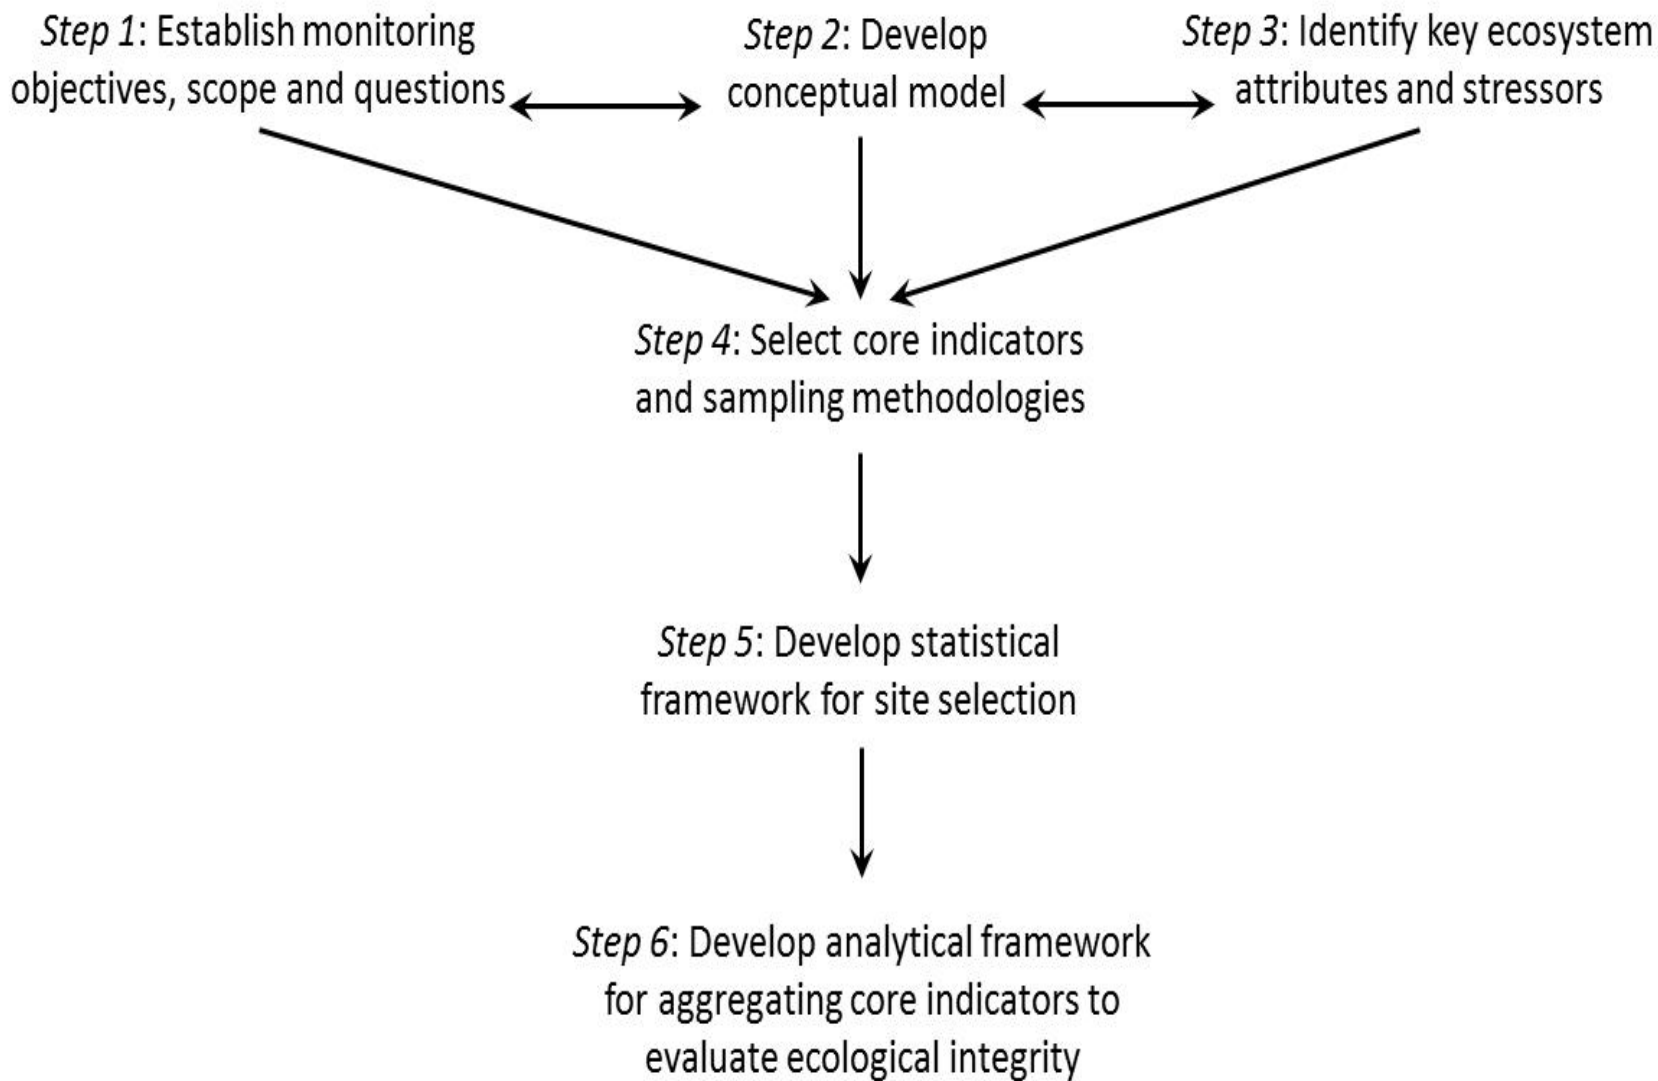 Step 1: Establish monitoring
objectives, scope and questions
Step 2: Develop
conceptual model
Step 3: Identify key ecosystem
attributes and stressors
Step 4: Select core indicators
and sampling methodologies
Step 5: Develop statistical
framework for site selection
Step 6: Develop analytical framework
for aggregating core indicators to
evaluate ecological integrity